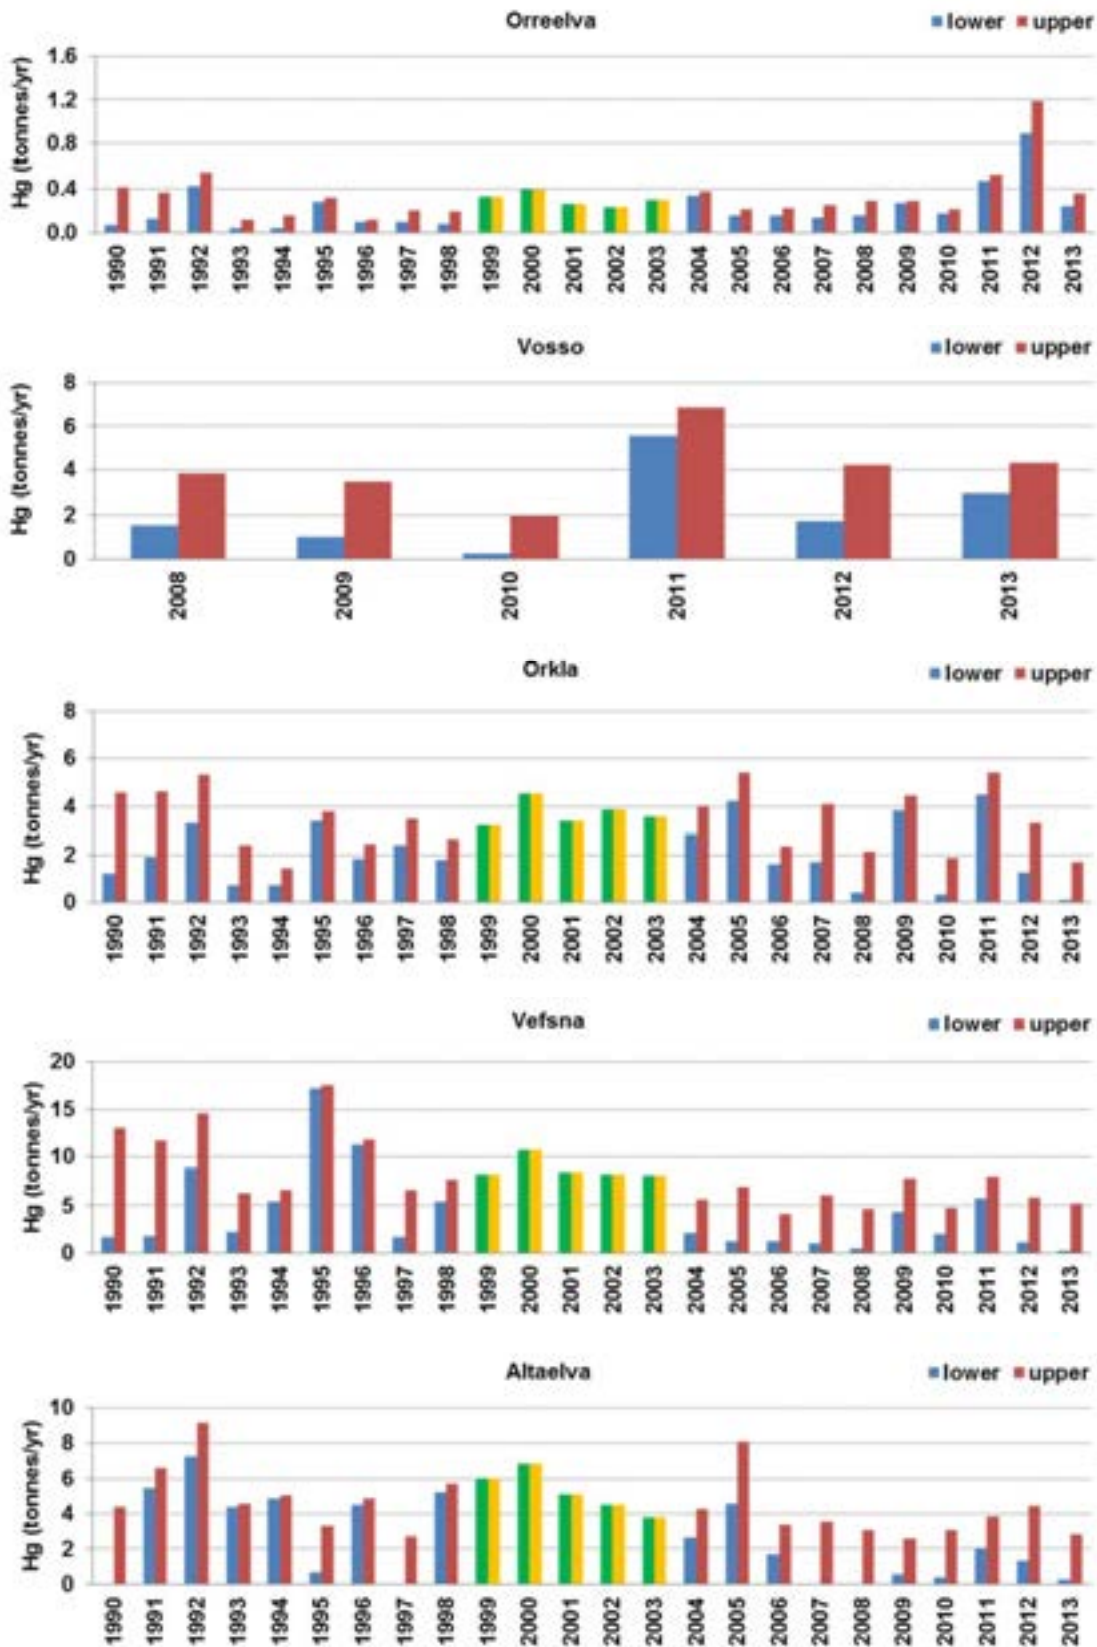 Orreelva
lower upper
Hg (tonnes/yr)
1.6
1.2
0.8
0.4
0.0
1990 1991 1992 1993 1994 1995 1996 1997 1998 1999 2000 2001 2002 2003 2004 2005 2006 2007 2008 2009 2010 2011 2012 2013
Vosso
lower upper
Hg (tonnes/yr)
8
6
4
2
0
2008 2009 2010 2011 2012 2013
Orkla
lower upper
Hg (tonnes/yr)
8
6
4
2
0
1990 1991 1992 1993 1994 1995 1996 1997 1998 1999 2000 2001 2002 2003 2004 2005 2006 2007 2008 2009 2010 2011 2012 2013
Vefsna
lower upper
Hg (tonnes/yr)
20
15
10
5
0
1990 1991 1992 1993 1994 1995 1996 1997 1998 1999 2000 2001 2002 2003 2004 2005 2006 2007 2008 2009 2010 2011 2012 2013
Altaelva
lower upper
Hg (tonnes/yr)
10
8
6
4
2
0
1990 1991 1992 1993 1994 1995 1996 1997 1998 1999 2000 2001 2002 2003 2004 2005 2006 2007 2008 2009 2010 2011 2012 2013